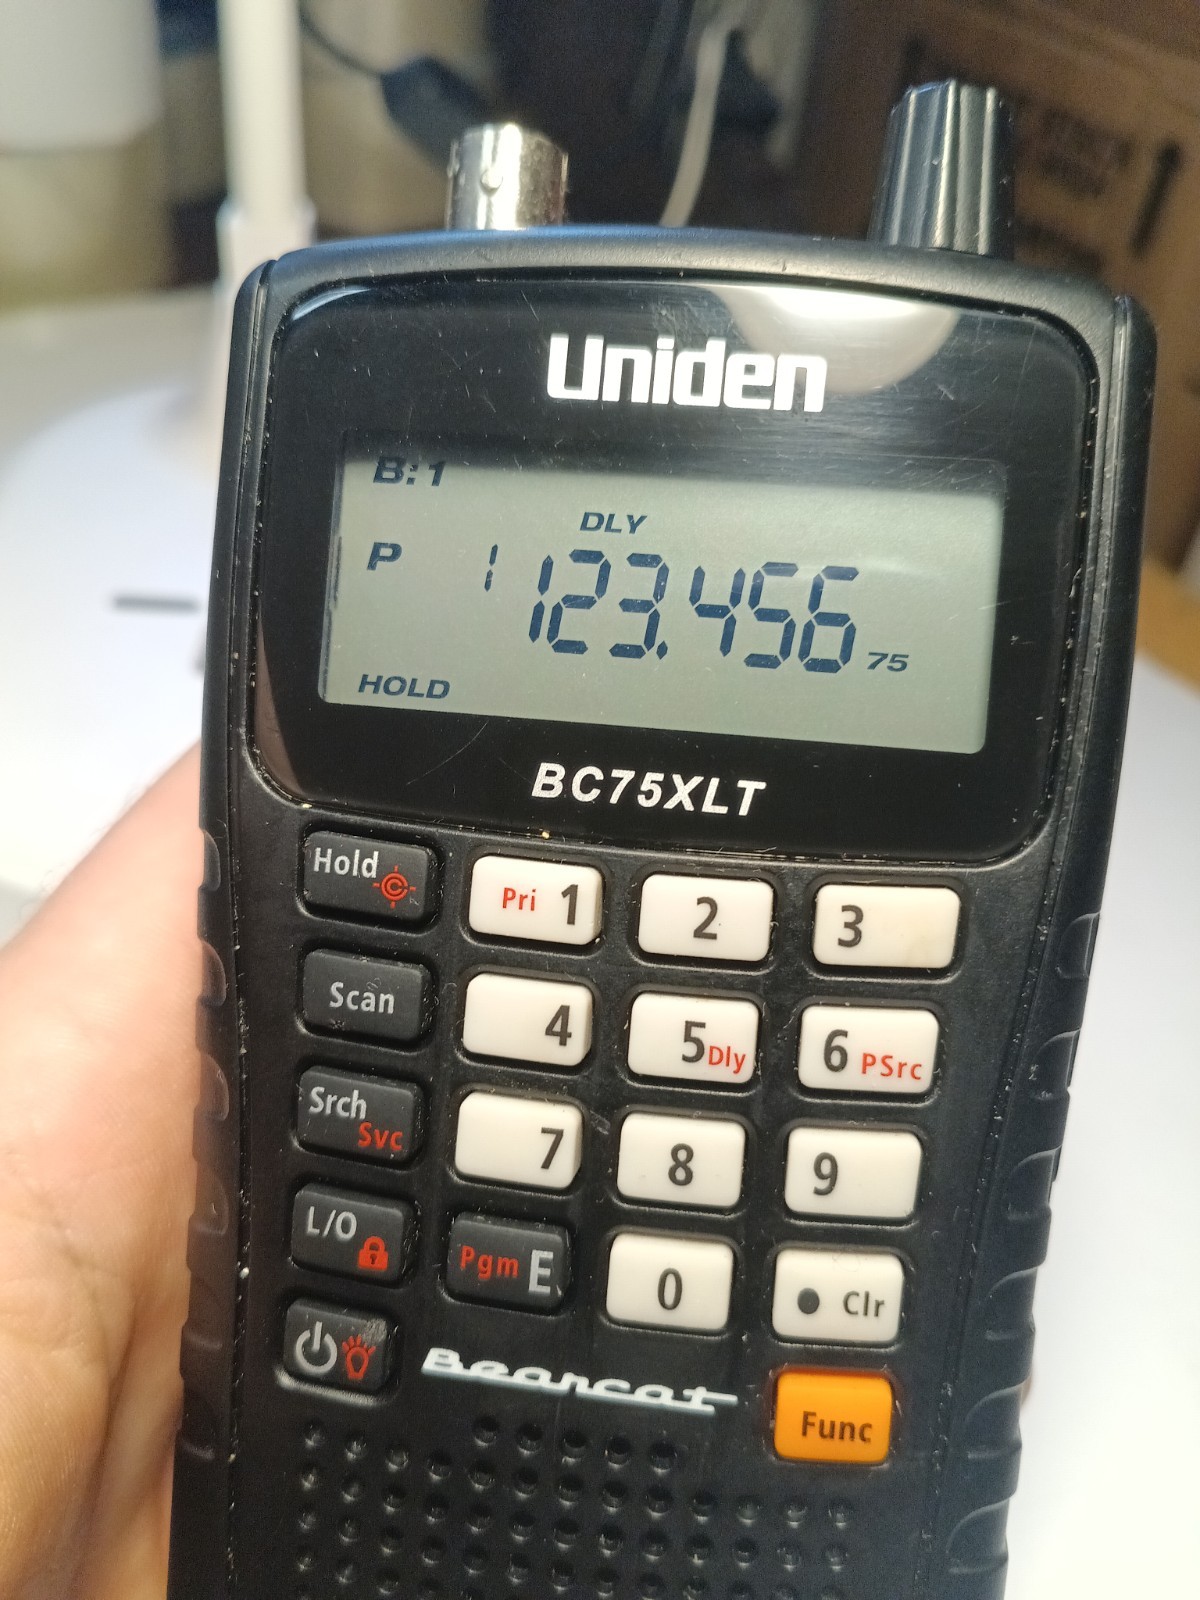 Uniden
B:1
DLY
P 1 123.456 75
HOLD
BC75XLT
Hold Pri 1 2 3
Scan 4 5 Dly 6 PSrc
Srch Svc 7 8 9
L/O Pgm E 0 • Clr
Bearcat
Func